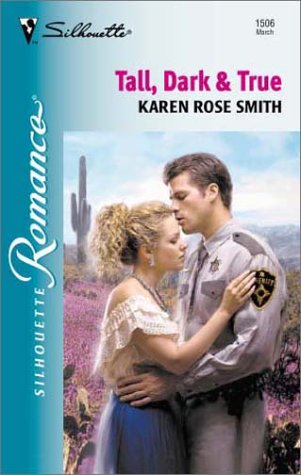 Silhouette®
1506
March
Tall, Dark & True
KAREN ROSE SMITH
SILHOUETTE Romance®